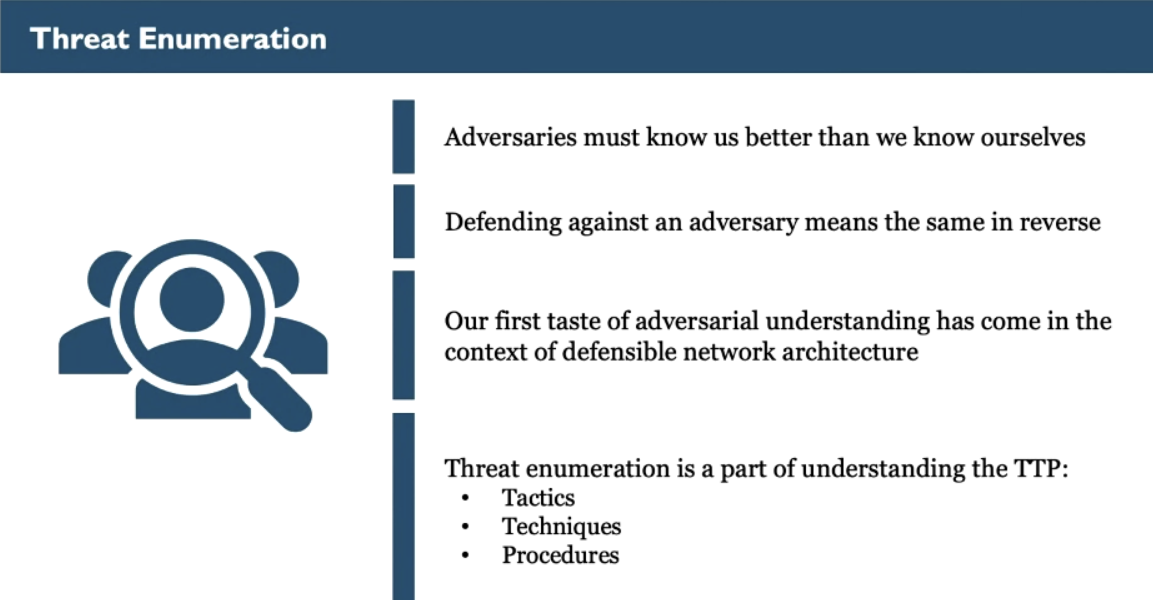 Threat Enumeration
Adversaries must know us better than we know ourselves
Defending against an adversary means the same in reverse
Our first taste of adversarial understanding has come in the
context of defensible network architecture
Threat enumeration is a part of understanding the TTP:
• Tactics
• Techniques
• Procedures